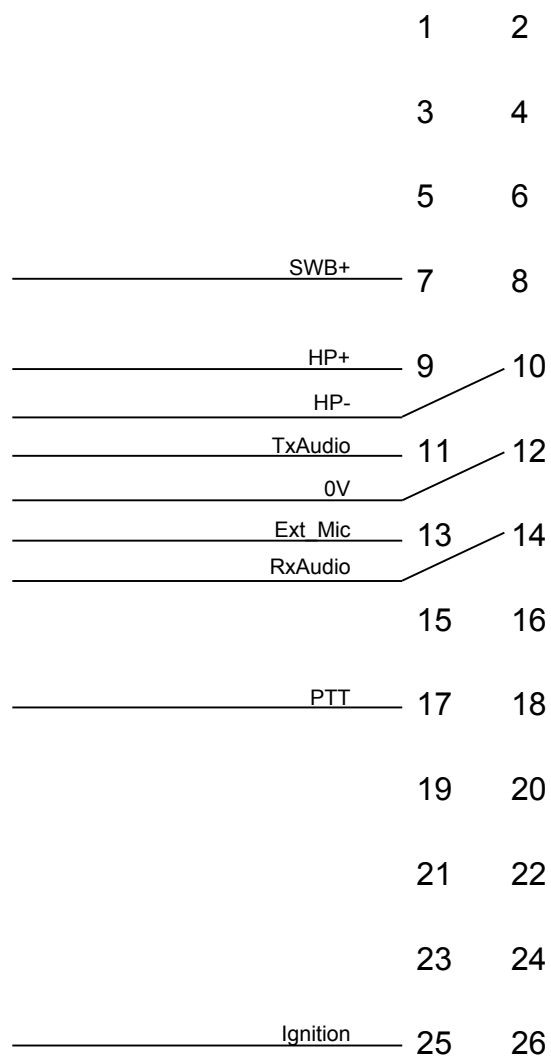 1 2
3 4
5 6
SWB+ 7 8
HP+ 9 10
HP-
TxAudio 11 12
0V
Ext_Mic 13 14
RxAudio
15 16
PTT 17 18
19 20
21 22
23 24
Ignition 25 26